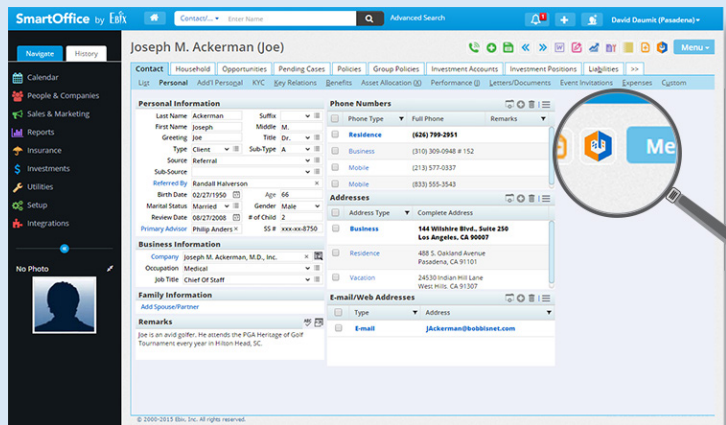 SmartOffice by Ebix
Contact/... Enter Name
Advanced Search
1
David Daumit (Pasadena)
Navigate History
Calendar
People & Companies
Sales & Marketing
Reports
Insurance
Investments
Utilities
Setup
Integrations
No Photo
Joseph M. Ackerman (Joe)
Menu
Contact Household Opportunities Pending Cases Policies Group Policies Investment Accounts Investment Positions Liabilities >>
List Personal Add'l Personal KYC Key Relations Benefits Asset Allocation (X) Performance (J) Letters/Documents Event Invitations Expenses Custom
Personal Information
Last Name Ackerman Suffix
First Name Joseph Middle M.
Greeting Joe Title Dr.
Type Client Sub-Type A
Source Referral
Sub-Source
Referred By Randall Halverson ×
Birth Date 02/27/1950 Age 66
Marital Status Married Gender Male
Review Date 08/27/2008 # of Child 2
Primary Advisor Philip Anders × SS # xxx-xx-8750
Business Information
Company Joseph M. Ackerman, M.D., Inc. ×
Occupation Medical
Job Title Chief Of Staff
Family Information
Add Spouse/Partner
Remarks
Joe is an avid golfer. He attends the PGA Heritage of Golf
Tournament every year in Hilton Head, SC.
Phone Numbers
Phone Type Full Phone Remarks
Residence (626) 799-2951
Business (310) 309-0948 # 152
Mobile (213) 577-0337
Mobile (833) 555-3543
Addresses
Address Type Complete Address
Business 144 Wilshire Blvd., Suite 250
Los Angeles, CA 90007
Residence 488 S. Oakland Avenue
Pasadena, CA 91101
Vacation 24530 Indian Hill Lane
West Hills, CA 91307
E-mail/Web Addresses
Type Address
E-mail JAckerman@bobbisnet.com
Me
© 2000-2015 Ebix, Inc. All rights reserved.